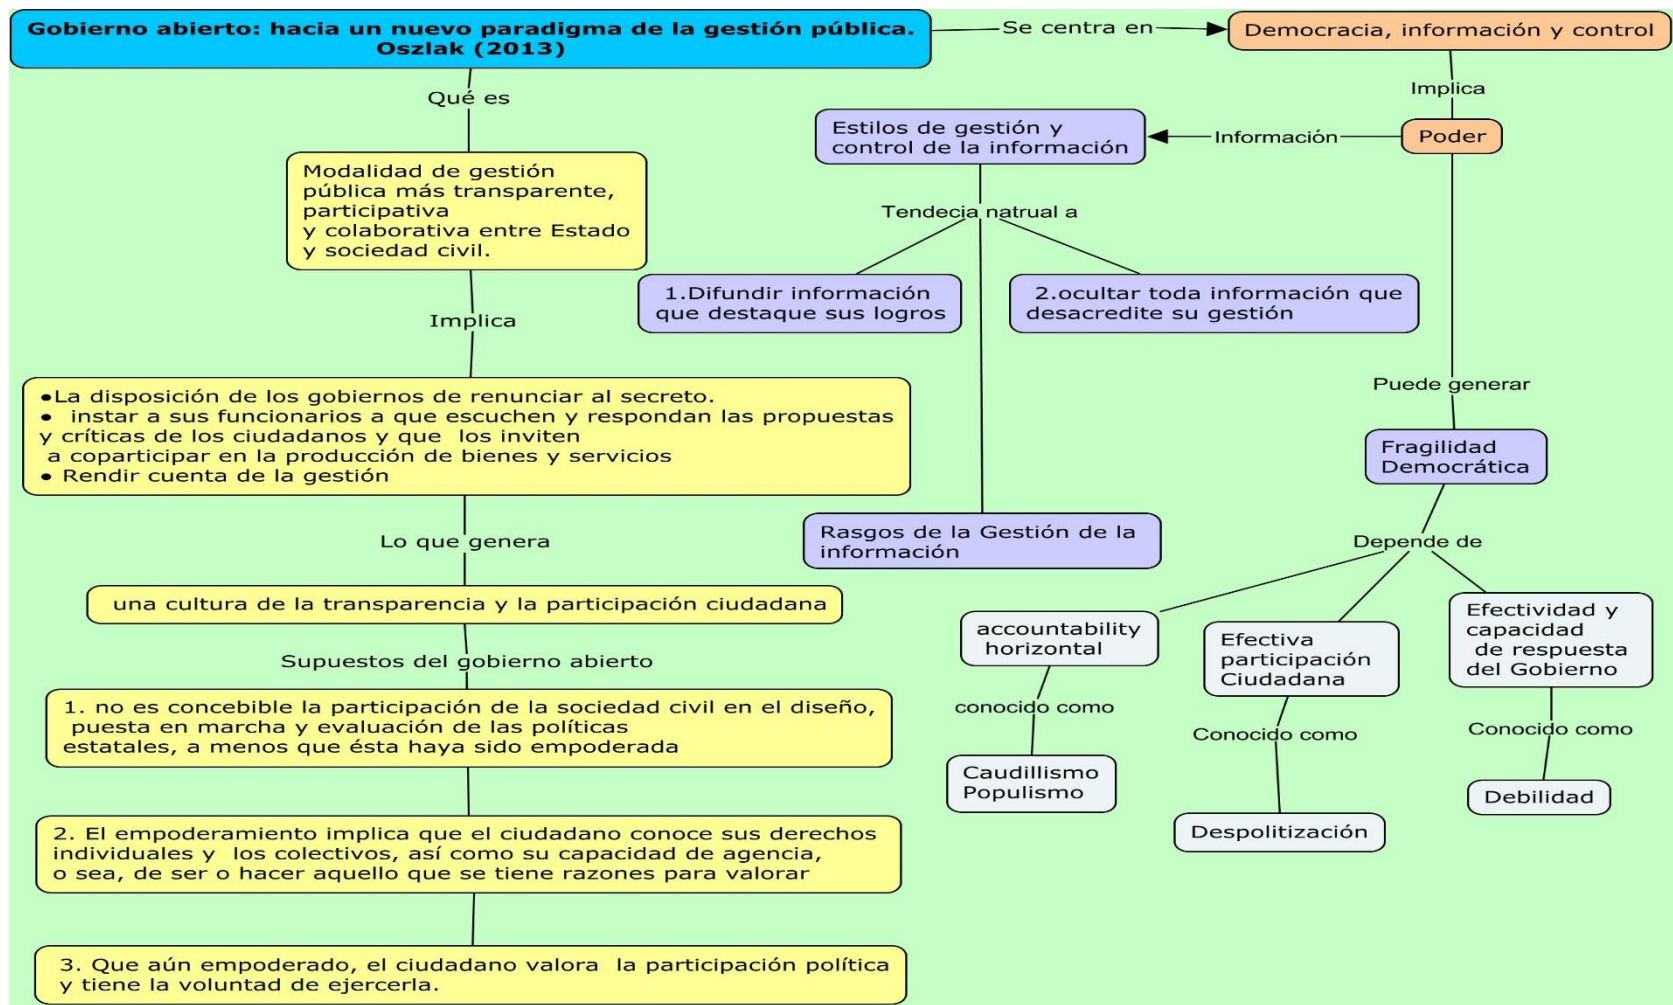 Gobierno abierto: hacia un nuevo paradigma de la gestión pública.
Oszlak (2013)
Se centra en
Democracia, información y control
Qué es
Modalidad de gestión
pública más transparente,
participativa
y colaborativa entre Estado
y sociedad civil.
Implica
●La disposición de los gobiernos de renunciar al secreto.
● instar a sus funcionarios a que escuchen y respondan las propuestas
y críticas de los ciudadanos y que los inviten
a coparticipar en la producción de bienes y servicios
● Rendir cuenta de la gestión
Lo que genera
una cultura de la transparencia y la participación ciudadana
Supuestos del gobierno abierto
1. no es concebible la participación de la sociedad civil en el diseño,
puesta en marcha y evaluación de las políticas
estatales, a menos que ésta haya sido empoderada
2. El empoderamiento implica que el ciudadano conoce sus derechos
individuales y los colectivos, así como su capacidad de agencia,
o sea, de ser o hacer aquello que se tiene razones para valorar
3. Que aún empoderado, el ciudadano valora la participación política
y tiene la voluntad de ejercerla.
Implica
Poder
Información
Estilos de gestión y
control de la información
Tendecia natrual a
1.Difundir información
que destaque sus logros
2.ocultar toda información que
desacredite su gestión
Rasgos de la Gestión de la
información
Puede generar
Fragilidad
Democrática
Depende de
accountability
horizontal
conocido como
Caudillismo
Populismo
Efectiva
participación
Ciudadana
Conocido como
Despolitización
Efectividad y
capacidad
de respuesta
del Gobierno
Conocido como
Debilidad